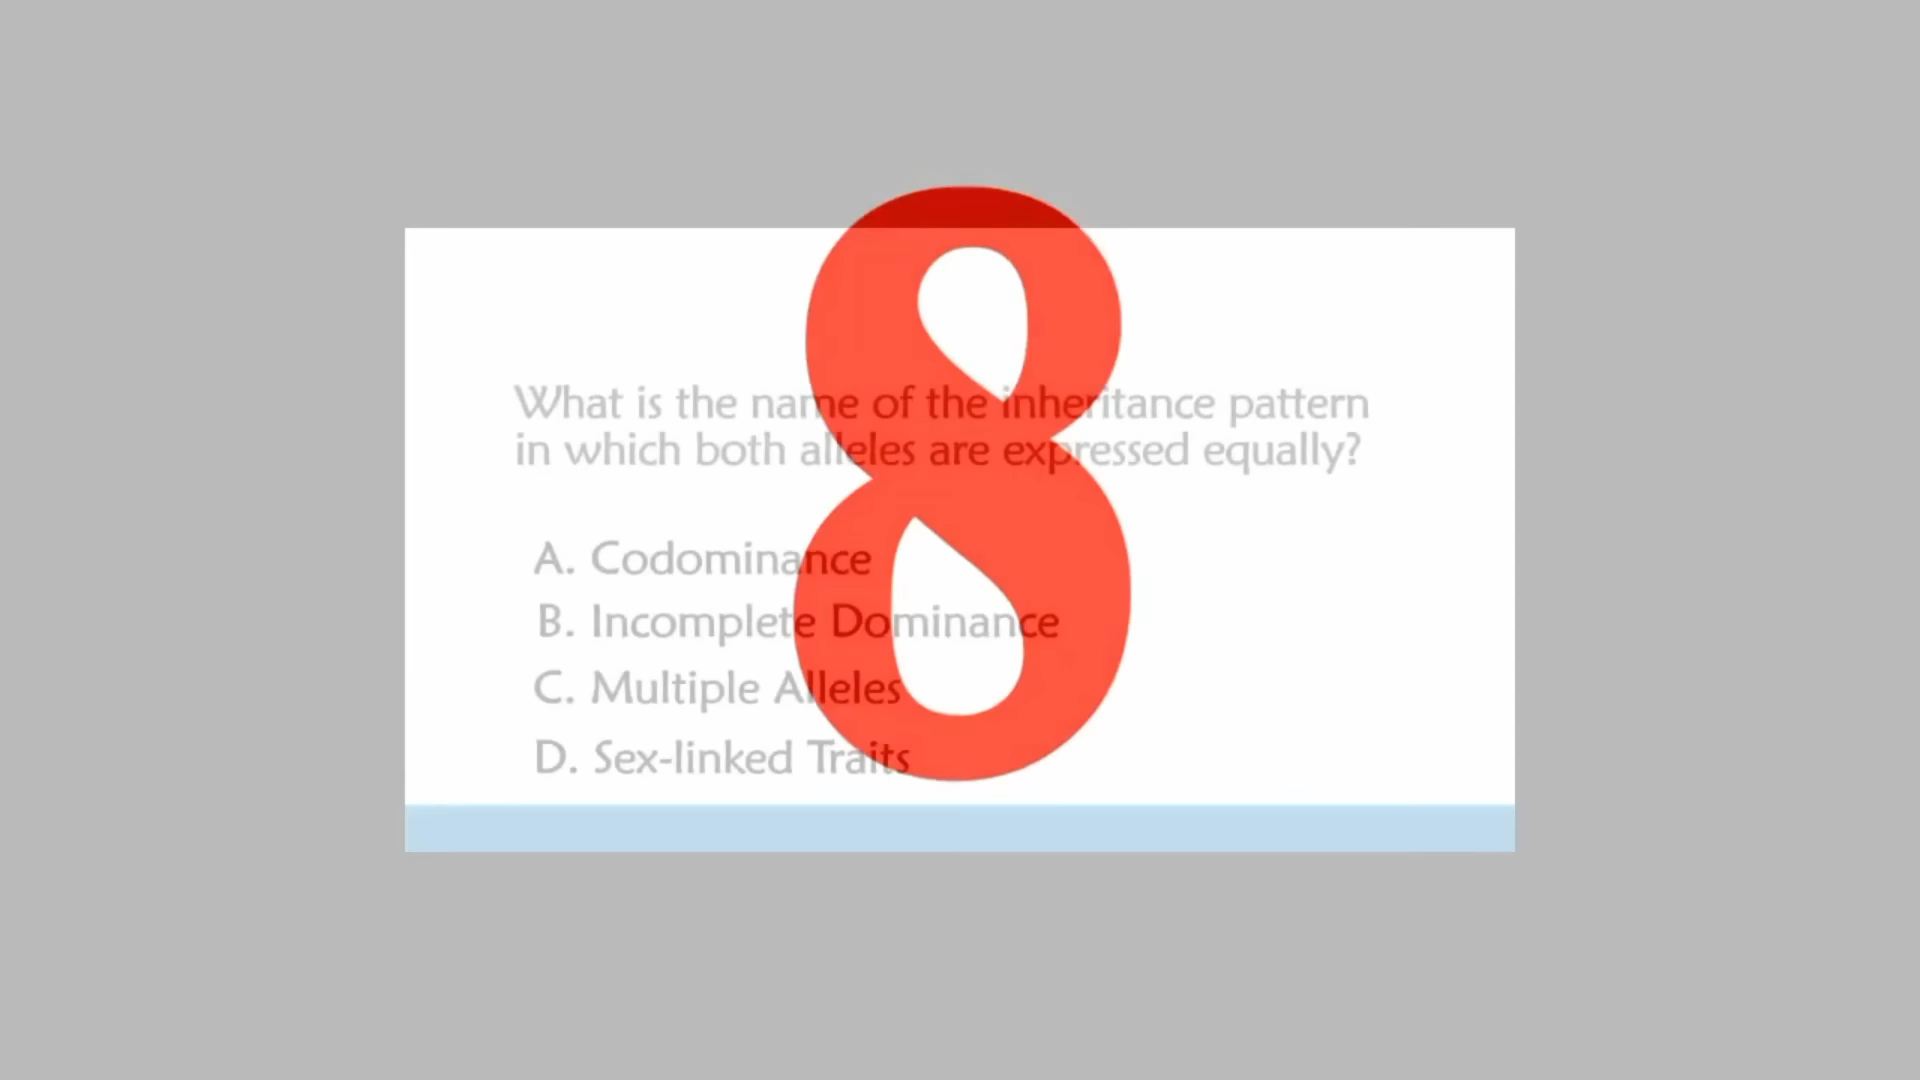 8
What is the name of the inheritance pattern
in which both alleles are expressed equally?
A. Codominance
B. Incomplete Dominance
C. Multiple Alleles
D. Sex-linked Traits